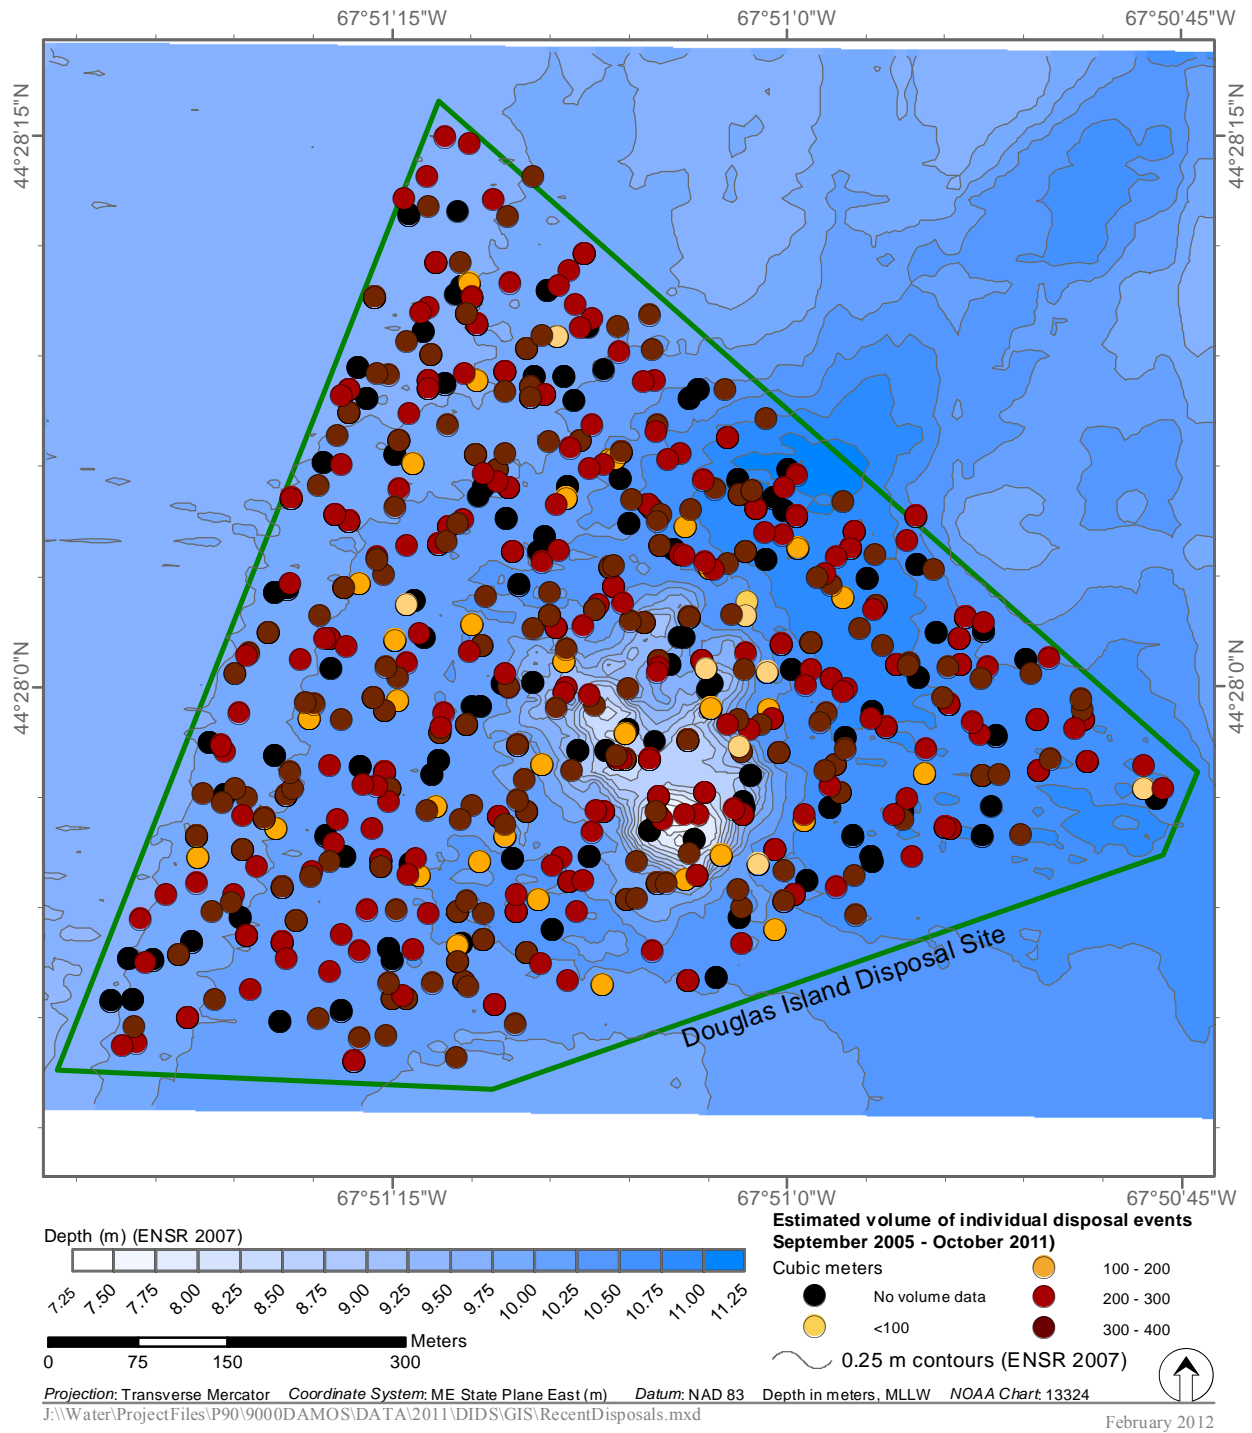 67°51'15"W 67°51'0"W 67°50'45"W
44°28'15"N 44°28'15"N
44°28'0"N 44°28'0"N
Douglas Island Disposal Site
67°51'15"W 67°51'0"W 67°50'45"W
Depth (m) (ENSR 2007)
7.25 7.50 7.75 8.00 8.25 8.50 8.75 9.00 9.25 9.50 9.75 10.00 10.25 10.50 10.75 11.00 11.25
Meters
0 75 150 300
Estimated volume of individual disposal events
September 2005 - October 2011)
Cubic meters
No volume data
<100
100 - 200
200 - 300
300 - 400
0.25 m contours (ENSR 2007)
Projection: Transverse Mercator Coordinate System: ME State Plane East (m) Datum: NAD 83 Depth in meters, MLLW NOAA Chart: 13324
J:\\Water\ProjectFiles\P90\9000DAMOS\DATA\2011\DIDS\GIS\RecentDisposals.mxd
February 2012